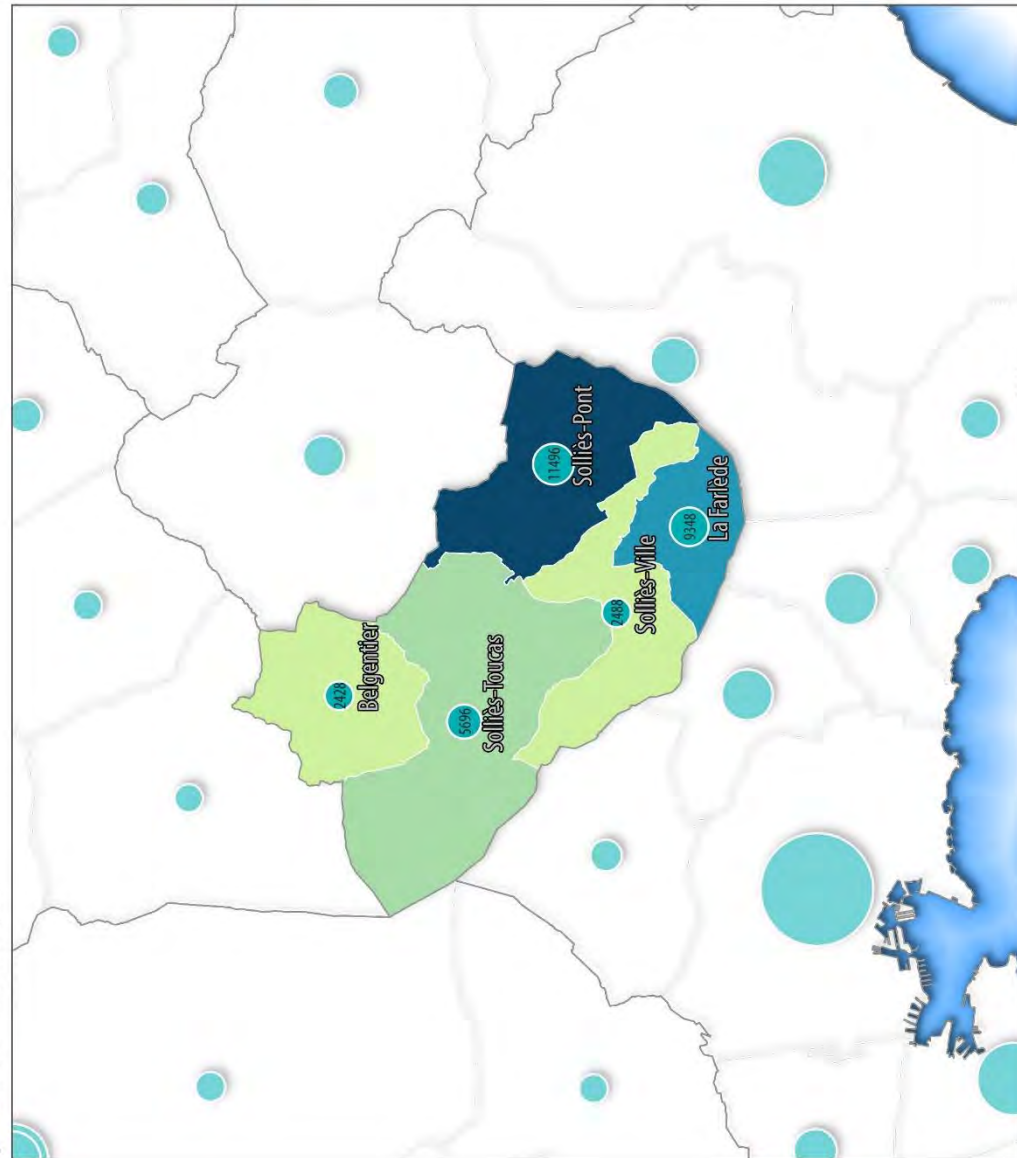 2428
Belgentier
5696
Solliès-Toucas
11496
Solliès-Pont
2488
Solliès-Ville
9348
La Farlède